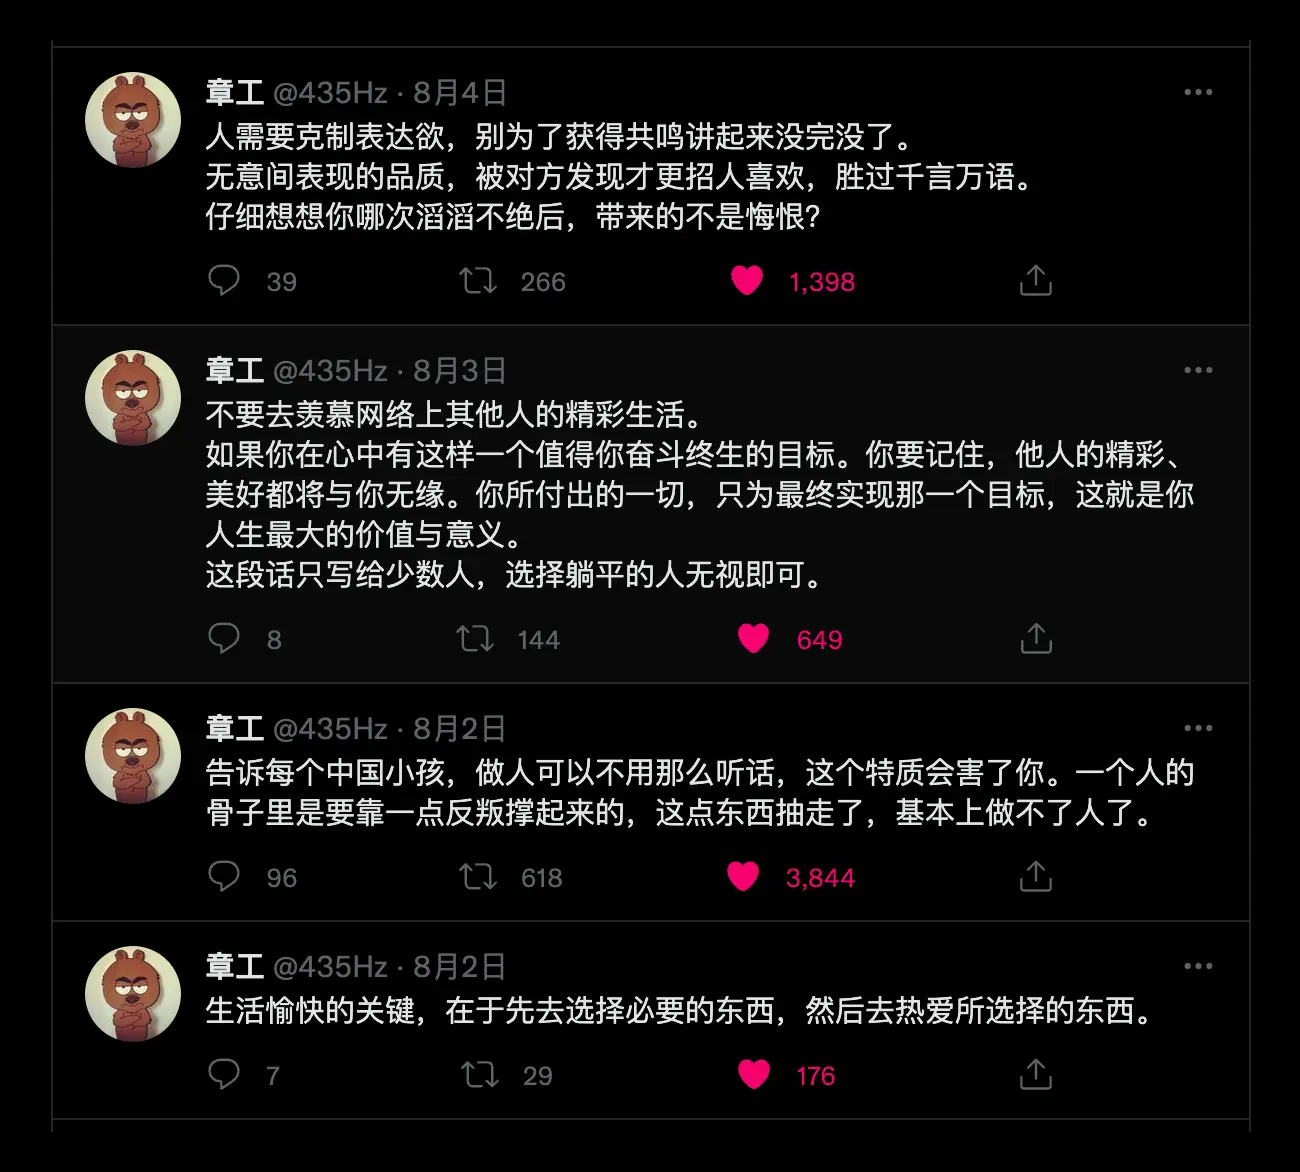 章工 @435Hz · 8月4日
人需要克制表达欲，别为了获得共鸣讲起来没完没了。
无意间表现的品质，被对方发现才更招人喜欢，胜过千言万语。
仔细想想你哪次滔滔不绝后，带来的不是悔恨？
39 266 1,398
章工 @435Hz · 8月3日
不要去羡慕网络上其他人的精彩生活。
如果你在心中有这样一个值得你奋斗终生的目标。你要记住，他人的精彩、
美好都将与你无缘。你所付出的一切，只为最终实现那一个目标，这就是你
人生最大的价值与意义。
这段话只写给少数人，选择躺平的人无视即可。
8 144 649
章工 @435Hz · 8月2日
告诉每个中国小孩，做人可以不用那么听话，这个特质会害了你。一个人的
骨子里是要靠一点反叛撑起来的，这点东西抽走了，基本上做不了人了。
96 618 3,844
章工 @435Hz · 8月2日
生活愉快的关键，在于先去选择必要的东西，然后去热爱所选择的东西。
7 29 176